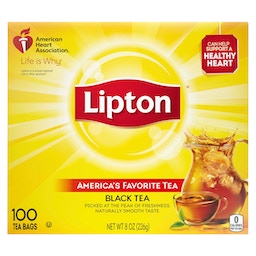 American
Heart
Association®
Life is Why™
CAN HELP
SUPPORT A
HEALTHY
HEART
Lipton®
AMERICA'S FAVORITE TEA
BLACK TEA
PICKED AT THE PEAK OF FRESHNESS
NATURALLY SMOOTH TASTE
100
TEA BAGS
NET WT 8 OZ (226g)
0